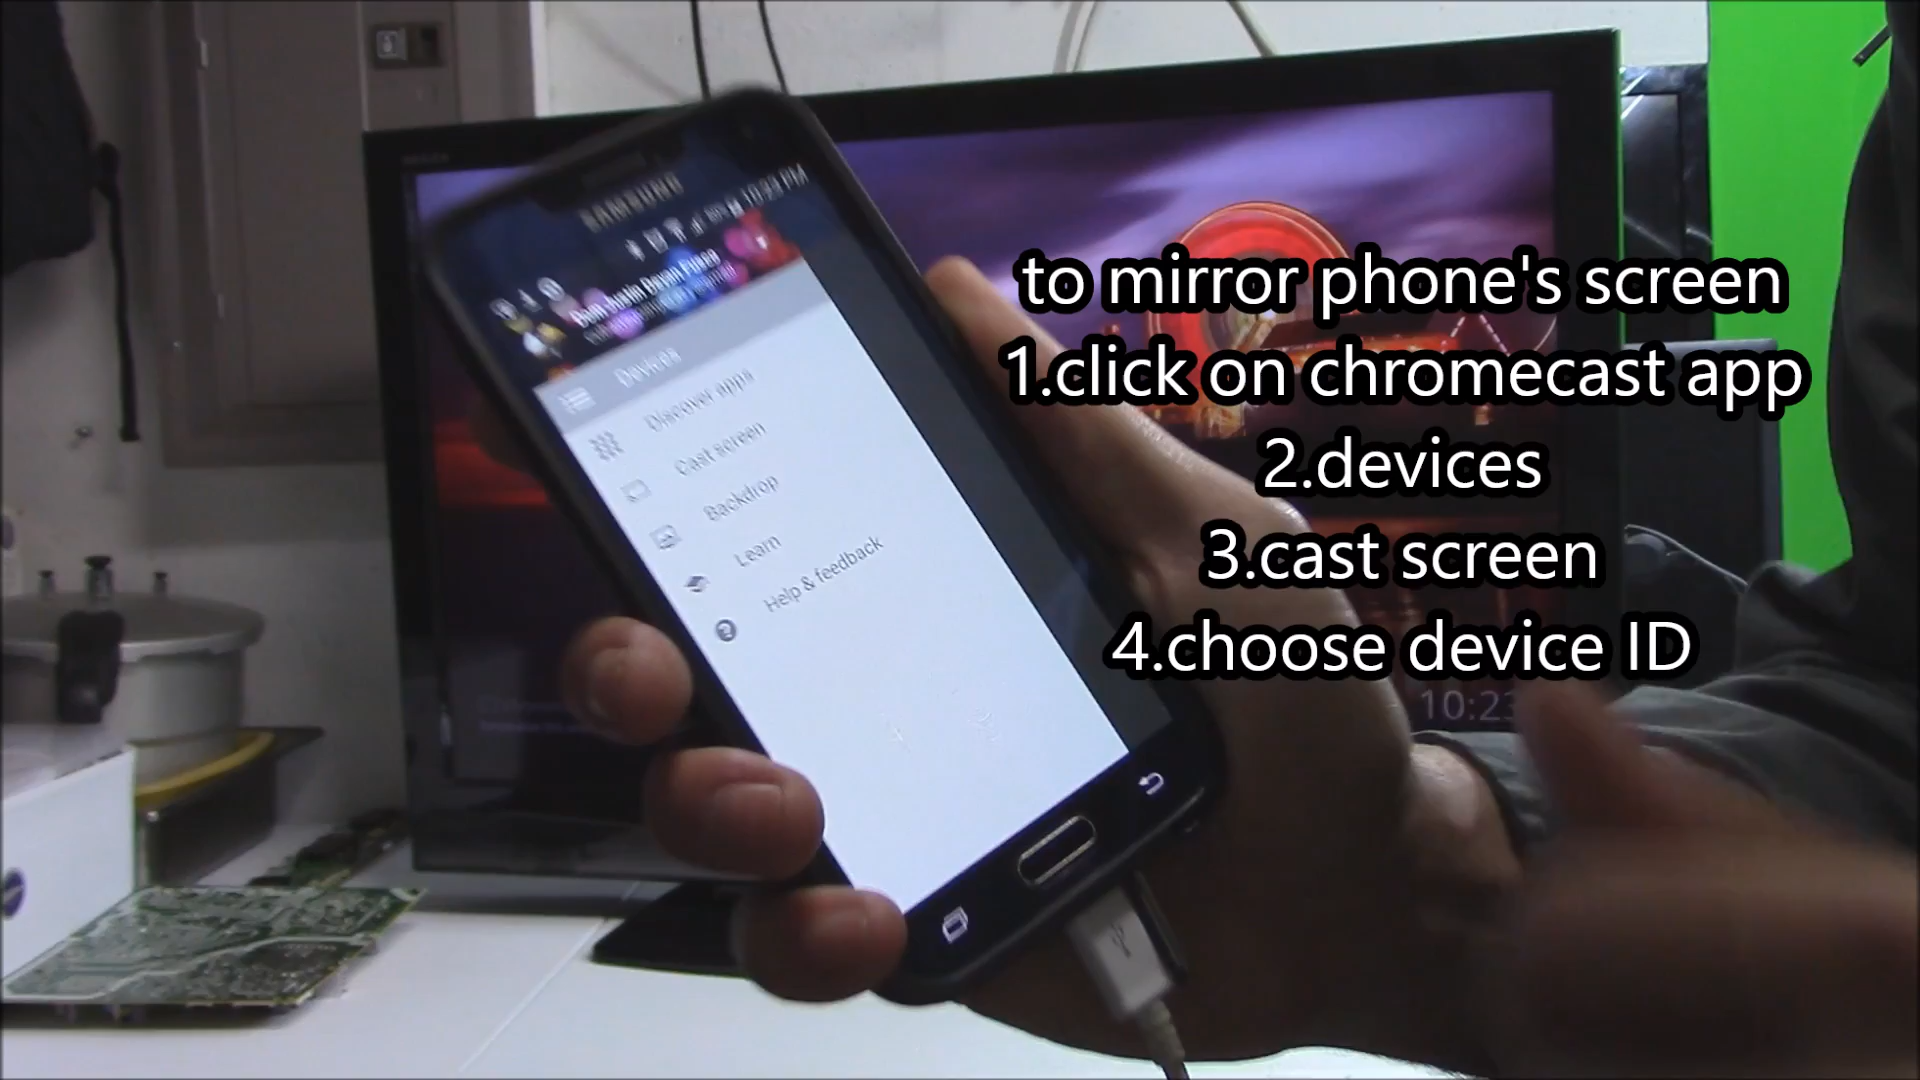 SAMSUNG
Devices
Discover apps
Cast screen
Backdrop
Learn
Help & feedback
to mirror phone's screen
1.click on chromecast app
2.devices
3.cast screen
4.choose device ID
10:23